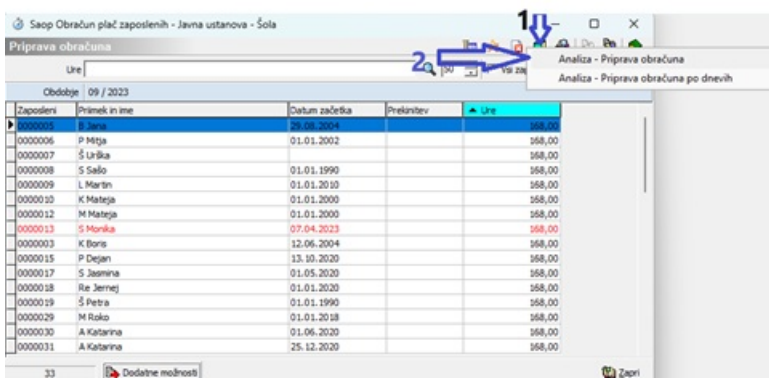 Saop Obračun plač zaposlenih - Javna ustanova - Šola
1
Priprava obračuna
2
Analiza - Priprava obračuna
Ure 50 Vsi
Analiza - Priprava obračuna po dnevih
Obdobje 09 / 2023
Zaposleni Priimek in ime Datum začetka Prekinitev Ure
0000005 B Jana 29.08.2004 168,00
0000006 P Mitja 01.01.2002 168,00
0000007 Š Urška 168,00
0000008 S Sašo 01.01.1990 168,00
0000009 L Martin 01.01.2010 168,00
0000010 K Mateja 01.01.2000 168,00
0000012 M Mateja 01.01.2000 168,00
0000013 S Monika 07.04.2023 168,00
0000003 K Boris 12.06.2004 168,00
0000015 P Dejan 13.10.2020 168,00
0000017 S Jasmina 01.05.2020 168,00
0000018 Re Jernej 01.01.2020 168,00
0000019 Š Petra 01.01.1990 168,00
0000029 M Roko 01.01.2018 168,00
0000030 A Katarina 01.06.2020 168,00
0000031 A Katarina 25.12.2020 168,00
33 Dodatne možnosti Zapri